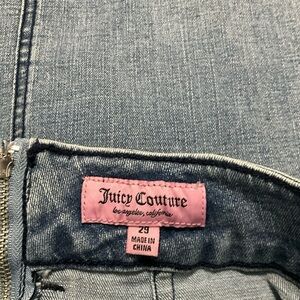 Juicy Couture
los angeles, california
29
MADE IN
CHINA